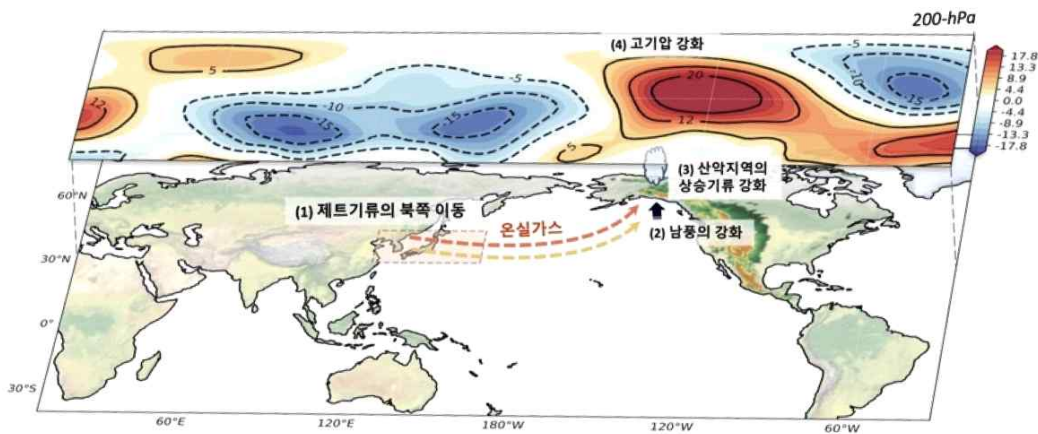 200-hPa
(4) 고기압 강화
-5
-5
5
20
-10
17.8
13.3
8.9
4.4
0.0
-4.4
-8.9
-13.3
-17.8
12
-10
-15
-15
-15
12
5
(3) 산악지역의
상승기류 강화
60°N
(1) 제트기류의 북쪽 이동
온실가스
(2) 남풍의 강화
30°N
0°
30°S
60°E
120°E
180°W
120°W
60°W